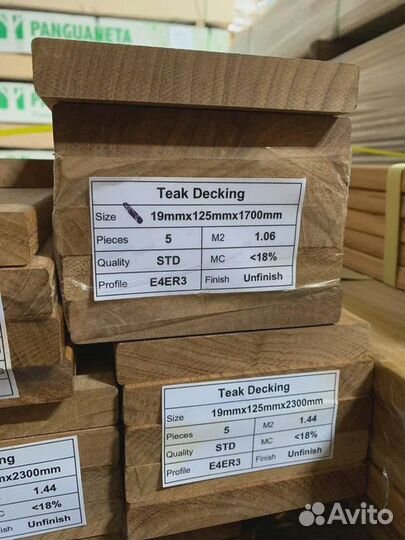 PANGUANETA
PANGUANETA
Teak Decking
Size 19mmx125mmx1700mm
Pieces 5 M2 1.06
Quality STD MC <18%
Profile E4ER3 Finish Unfinish
Teak Decking
Size 19mmx125mmx2300mm
Pieces 5 M2 1.44
Quality STD MC <18%
Profile E4ER3 Finish Unfinish
Decking
mx2300mm
1.44
<18%
Unfinish
Avito